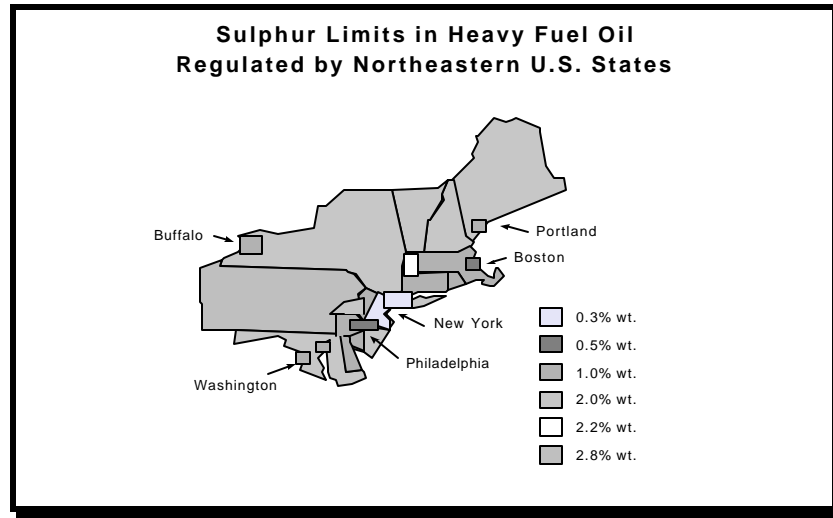 Sulphur Limits in Heavy Fuel Oil
Regulated by Northeastern U.S. States
Buffalo
Portland
Boston
New York
Philadelphia
Washington
0.3% wt.
0.5% wt.
1.0% wt.
2.0% wt.
2.2% wt.
2.8% wt.